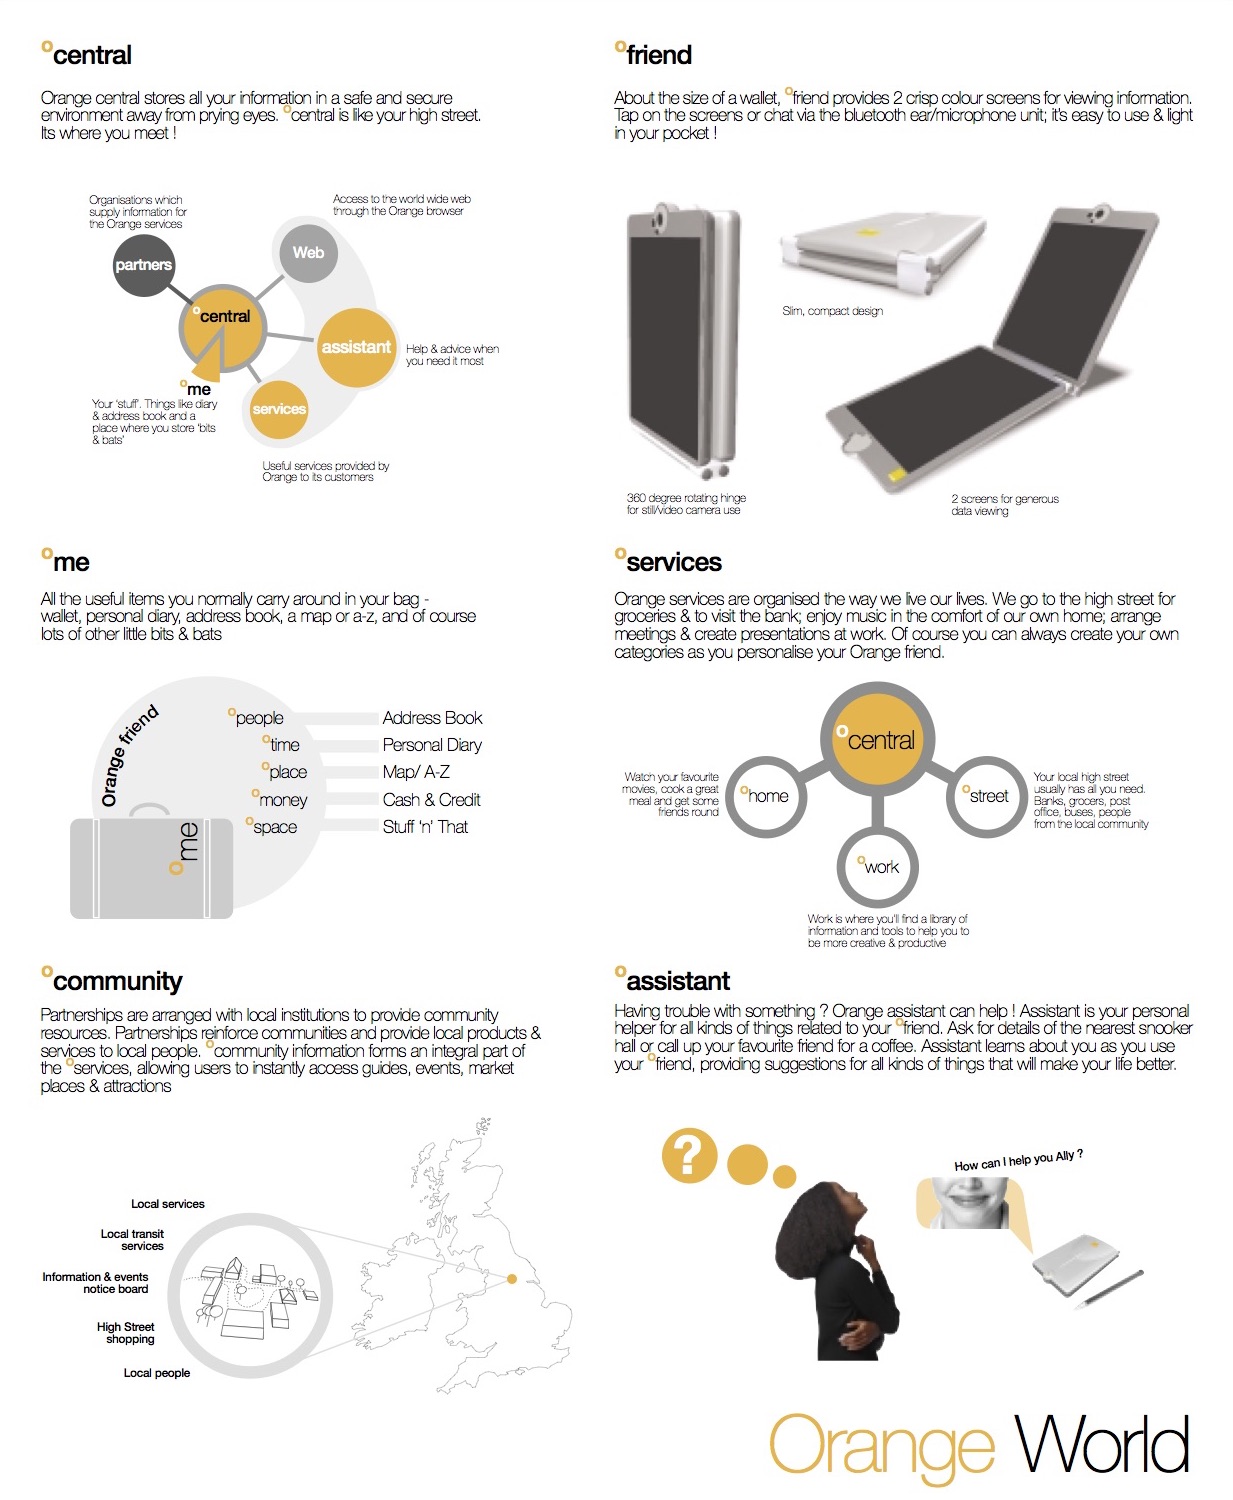 °central
Orange central stores all your information in a safe and secure
environment away from prying eyes. °central is like your high street.
Its where you meet !
Organisations which
supply information for
the Orange services
Access to the world wide web
through the Orange browser
partners
Web
°central
assistant
Help & advice when
you need it most
°me
Your 'stuff'. Things like diary
& address book and a
place where you store 'bits
& bats'
services
Useful services provided by
Orange to its customers
°friend
About the size of a wallet, °friend provides 2 crisp colour screens for viewing information.
Tap on the screens or chat via the bluetooth ear/microphone unit; it's easy to use & light
in your pocket !
Slim, compact design
360 degree rotating hinge
for still/video camera use
2 screens for generous
data viewing
°me
All the useful items you normally carry around in your bag -
wallet, personal diary, address book, a map or a-z, and of course
lots of other little bits & bats
Orange friend
°people
Address Book
°time
Personal Diary
°place
Map/ A-Z
°money
Cash & Credit
°space
Stuff 'n' That
°me
°services
Orange services are organised the way we live our lives. We go to the high street for
groceries & to visit the bank; enjoy music in the comfort of our own home; arrange
meetings & create presentations at work. Of course you can always create your own
categories as you personalise your Orange friend.
°central
Watch your favourite
movies, cook a great
meal and get some
friends round
°home
°street
Your local high street
usually has all you need.
Banks, grocers, post
office, buses, people
from the local community
°work
Work is where you'll find a library of
information and tools to help you to
be more creative & productive
°community
Partnerships are arranged with local institutions to provide community
resources. Partnerships reinforce communities and provide local products &
services to local people. °community information forms an integral part of
the °services, allowing users to instantly access guides, events, market
places & attractions
Local services
Local transit
services
Information & events
notice board
High Street
shopping
Local people
°assistant
Having trouble with something ? Orange assistant can help ! Assistant is your personal
helper for all kinds of things related to your °friend. Ask for details of the nearest snooker
hall or call up your favourite friend for a coffee. Assistant learns about you as you use
your °friend, providing suggestions for all kinds of things that will make your life better.
?
How can I help you Ally ?
Orange World